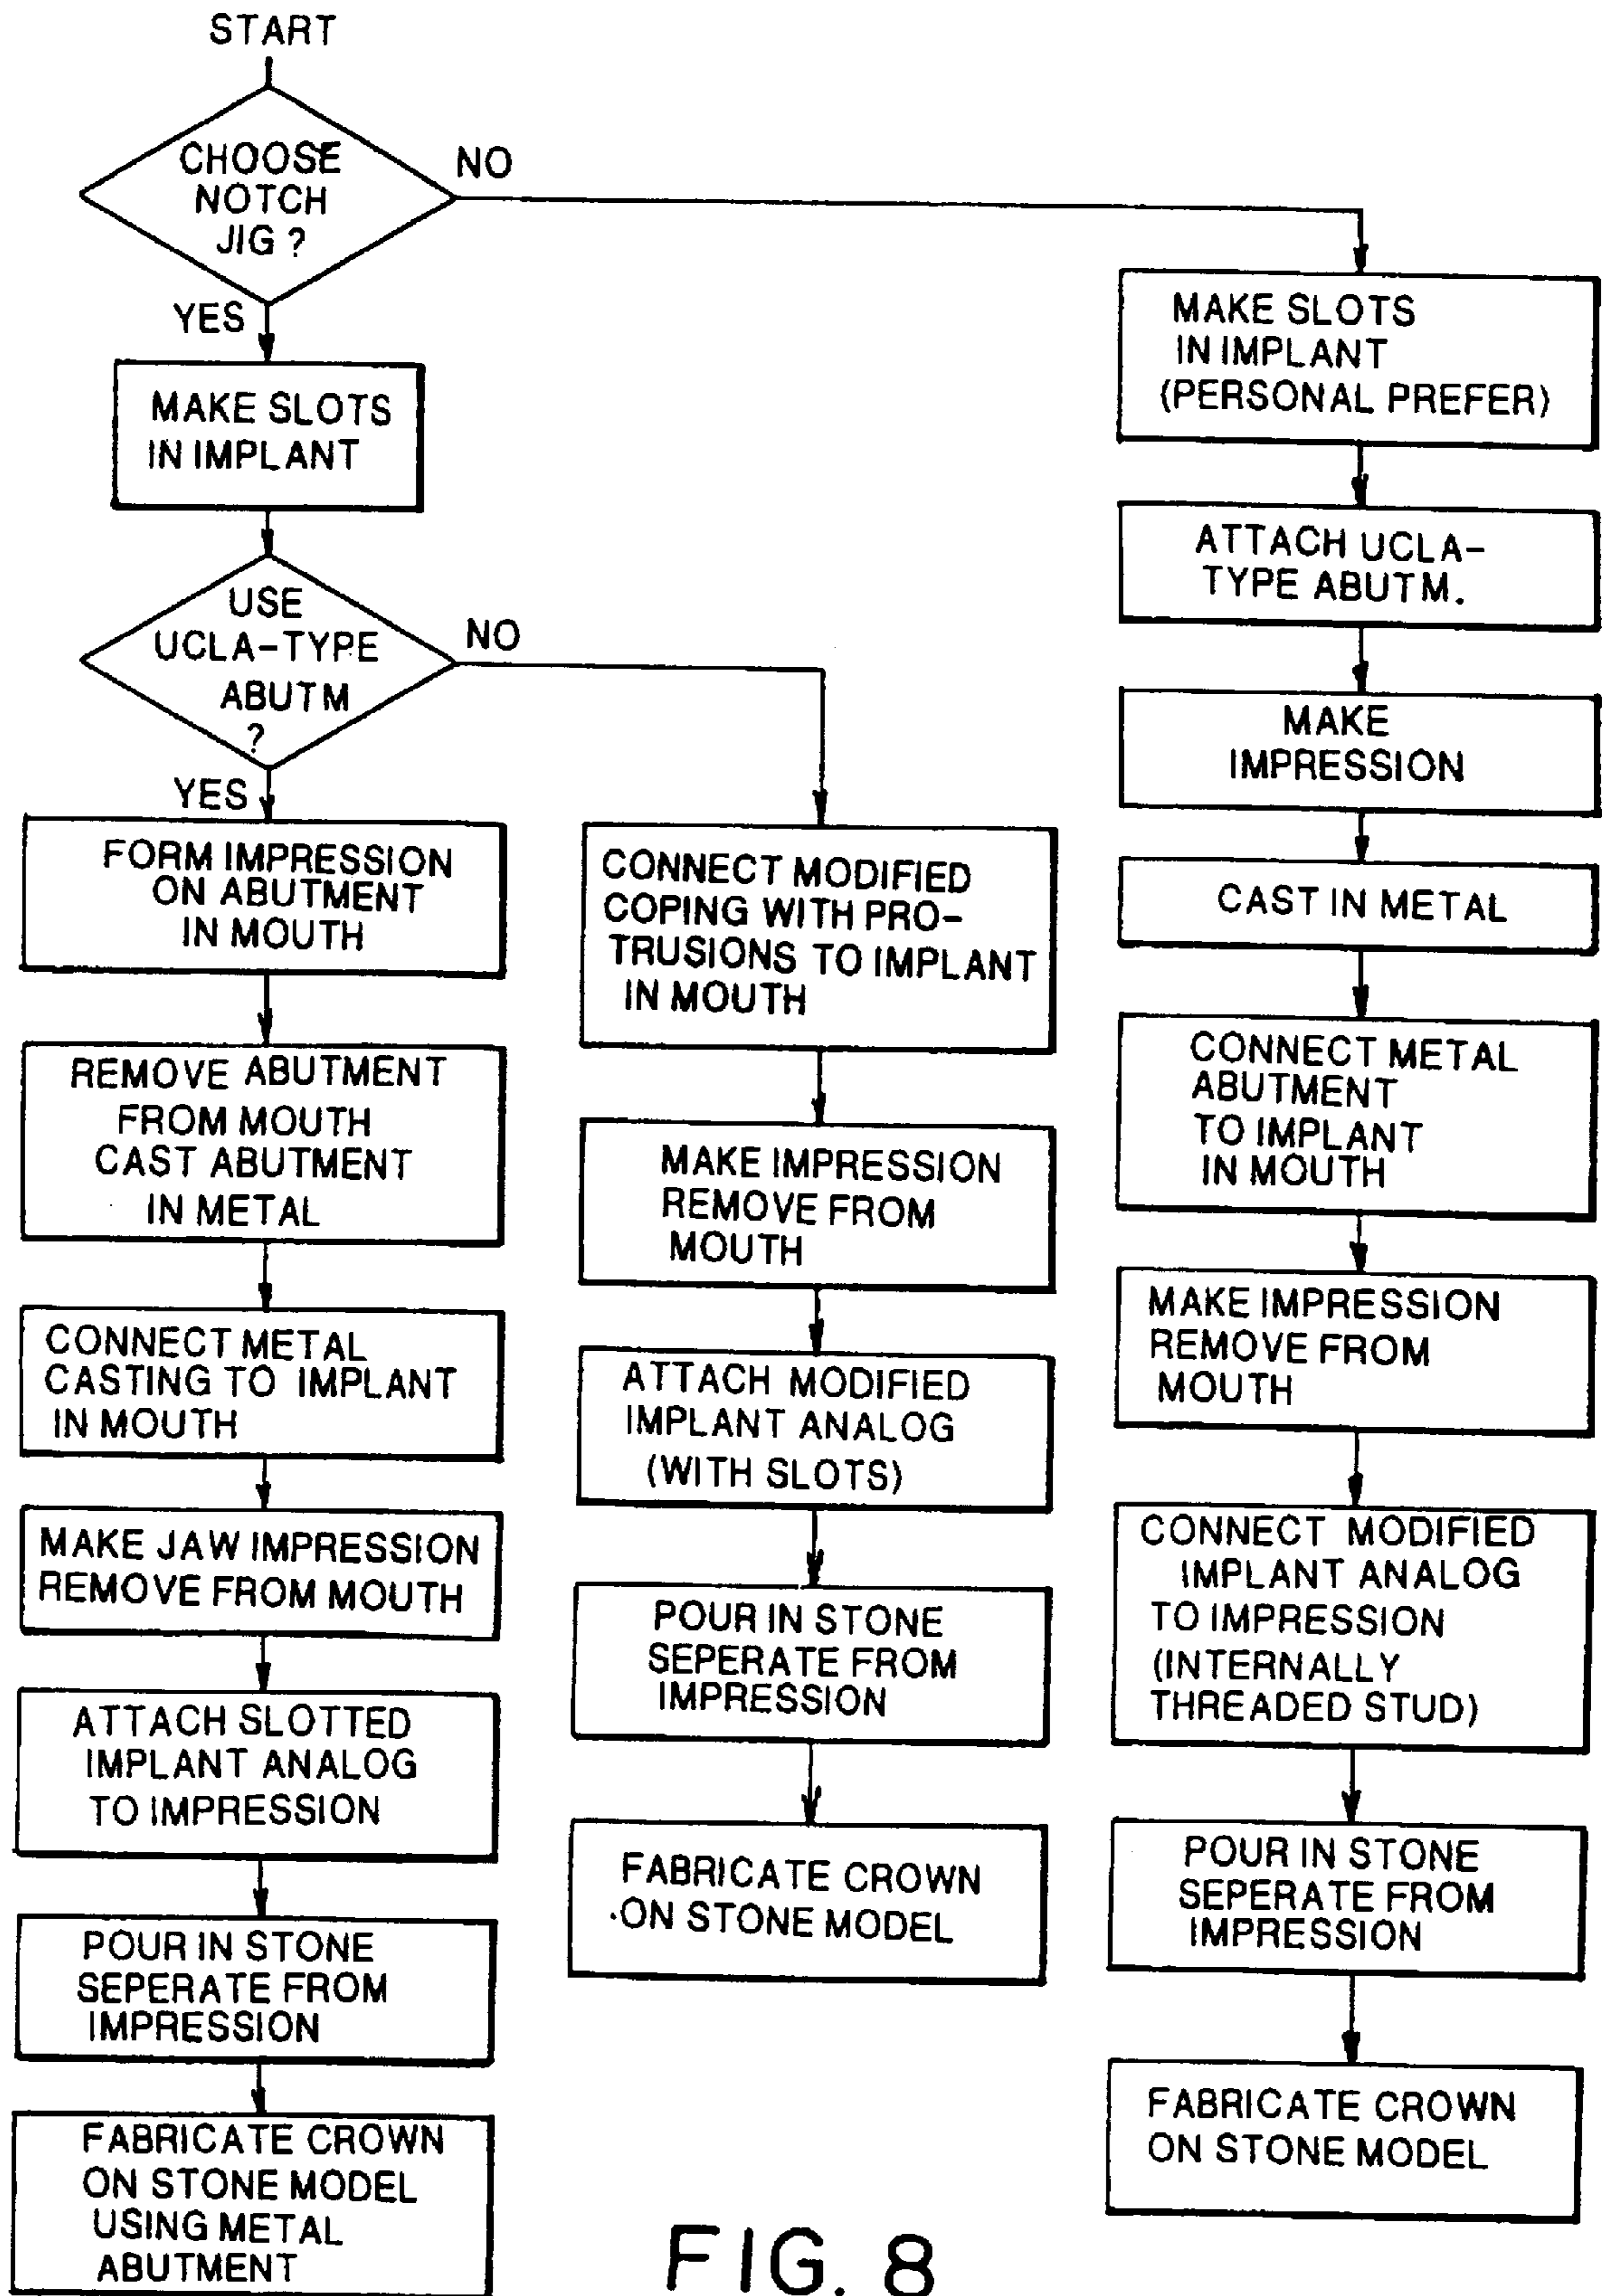 START
CHOOSE
NOTCH
JIG ?
NO
YES
MAKE SLOTS
IN IMPLANT
USE
UCLA-TYPE
ABUTM
?
NO
YES
FORM IMPRESSION
ON ABUTMENT
IN MOUTH
REMOVE ABUTMENT
FROM MOUTH
CAST ABUTMENT
IN METAL
CONNECT METAL
CASTING TO IMPLANT
IN MOUTH
MAKE JAW IMPRESSION
REMOVE FROM MOUTH
ATTACH SLOTTED
IMPLANT ANALOG
TO IMPRESSION
POUR IN STONE
SEPERATE FROM
IMPRESSION
FABRICATE CROWN
ON STONE MODEL
USING METAL
ABUTMENT
CONNECT MODIFIED
COPING WITH PRO-
TRUSIONS TO IMPLANT
IN MOUTH
MAKE IMPRESSION
REMOVE FROM
MOUTH
ATTACH MODIFIED
IMPLANT ANALOG
(WITH SLOTS)
POUR IN STONE
SEPERATE FROM
IMPRESSION
FABRICATE CROWN
ON STONE MODEL
MAKE SLOTS
IN IMPLANT
(PERSONAL PREFER)
ATTACH UCLA-
TYPE ABUTM.
MAKE
IMPRESSION
CAST IN METAL
CONNECT METAL
ABUTMENT
TO IMPLANT
IN MOUTH
MAKE IMPRESSION
REMOVE FROM
MOUTH
CONNECT MODIFIED
IMPLANT ANALOG
TO IMPRESSION
(INTERNALLY
THREADED STUD)
POUR IN STONE
SEPERATE FROM
IMPRESSION
FABRICATE CROWN
ON STONE MODEL
FIG. 8